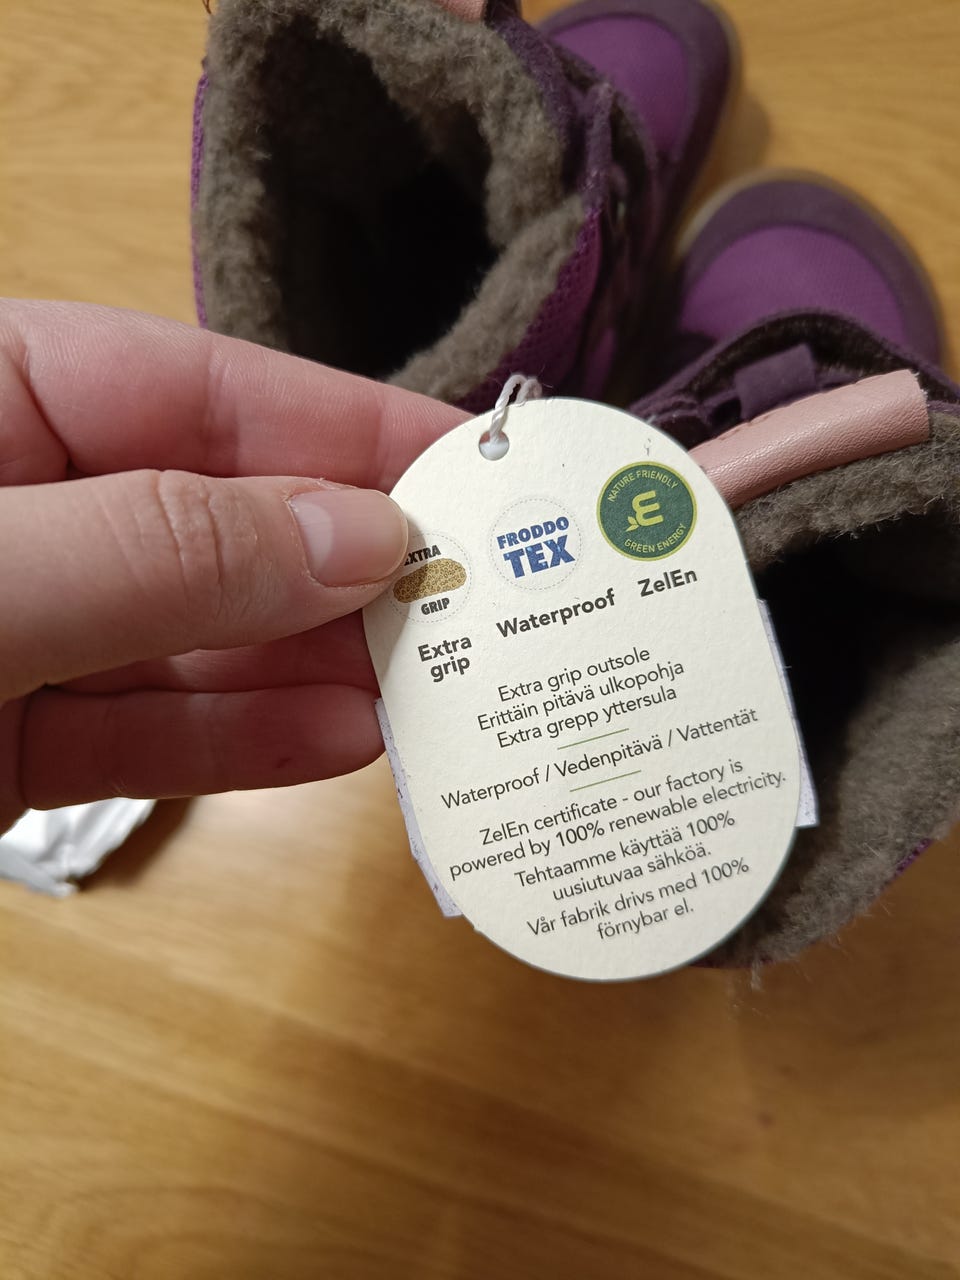 EXTRA
GRIP
Extra
grip
FRODDO
TEX
Waterproof
NATURE FRIENDLY
GREEN ENERGY
ZelEn
Extra grip outsole
Erittäin pitävä ulkopohja
Extra grepp yttersula
Waterproof / Vedenpitävä / Vattentät
ZelEn certificate - our factory is
powered by 100% renewable electricity.
Tehtaamme käyttää 100%
uusiutuvaa sähköä.
Vår fabrik drivs med 100%
förnybar el.